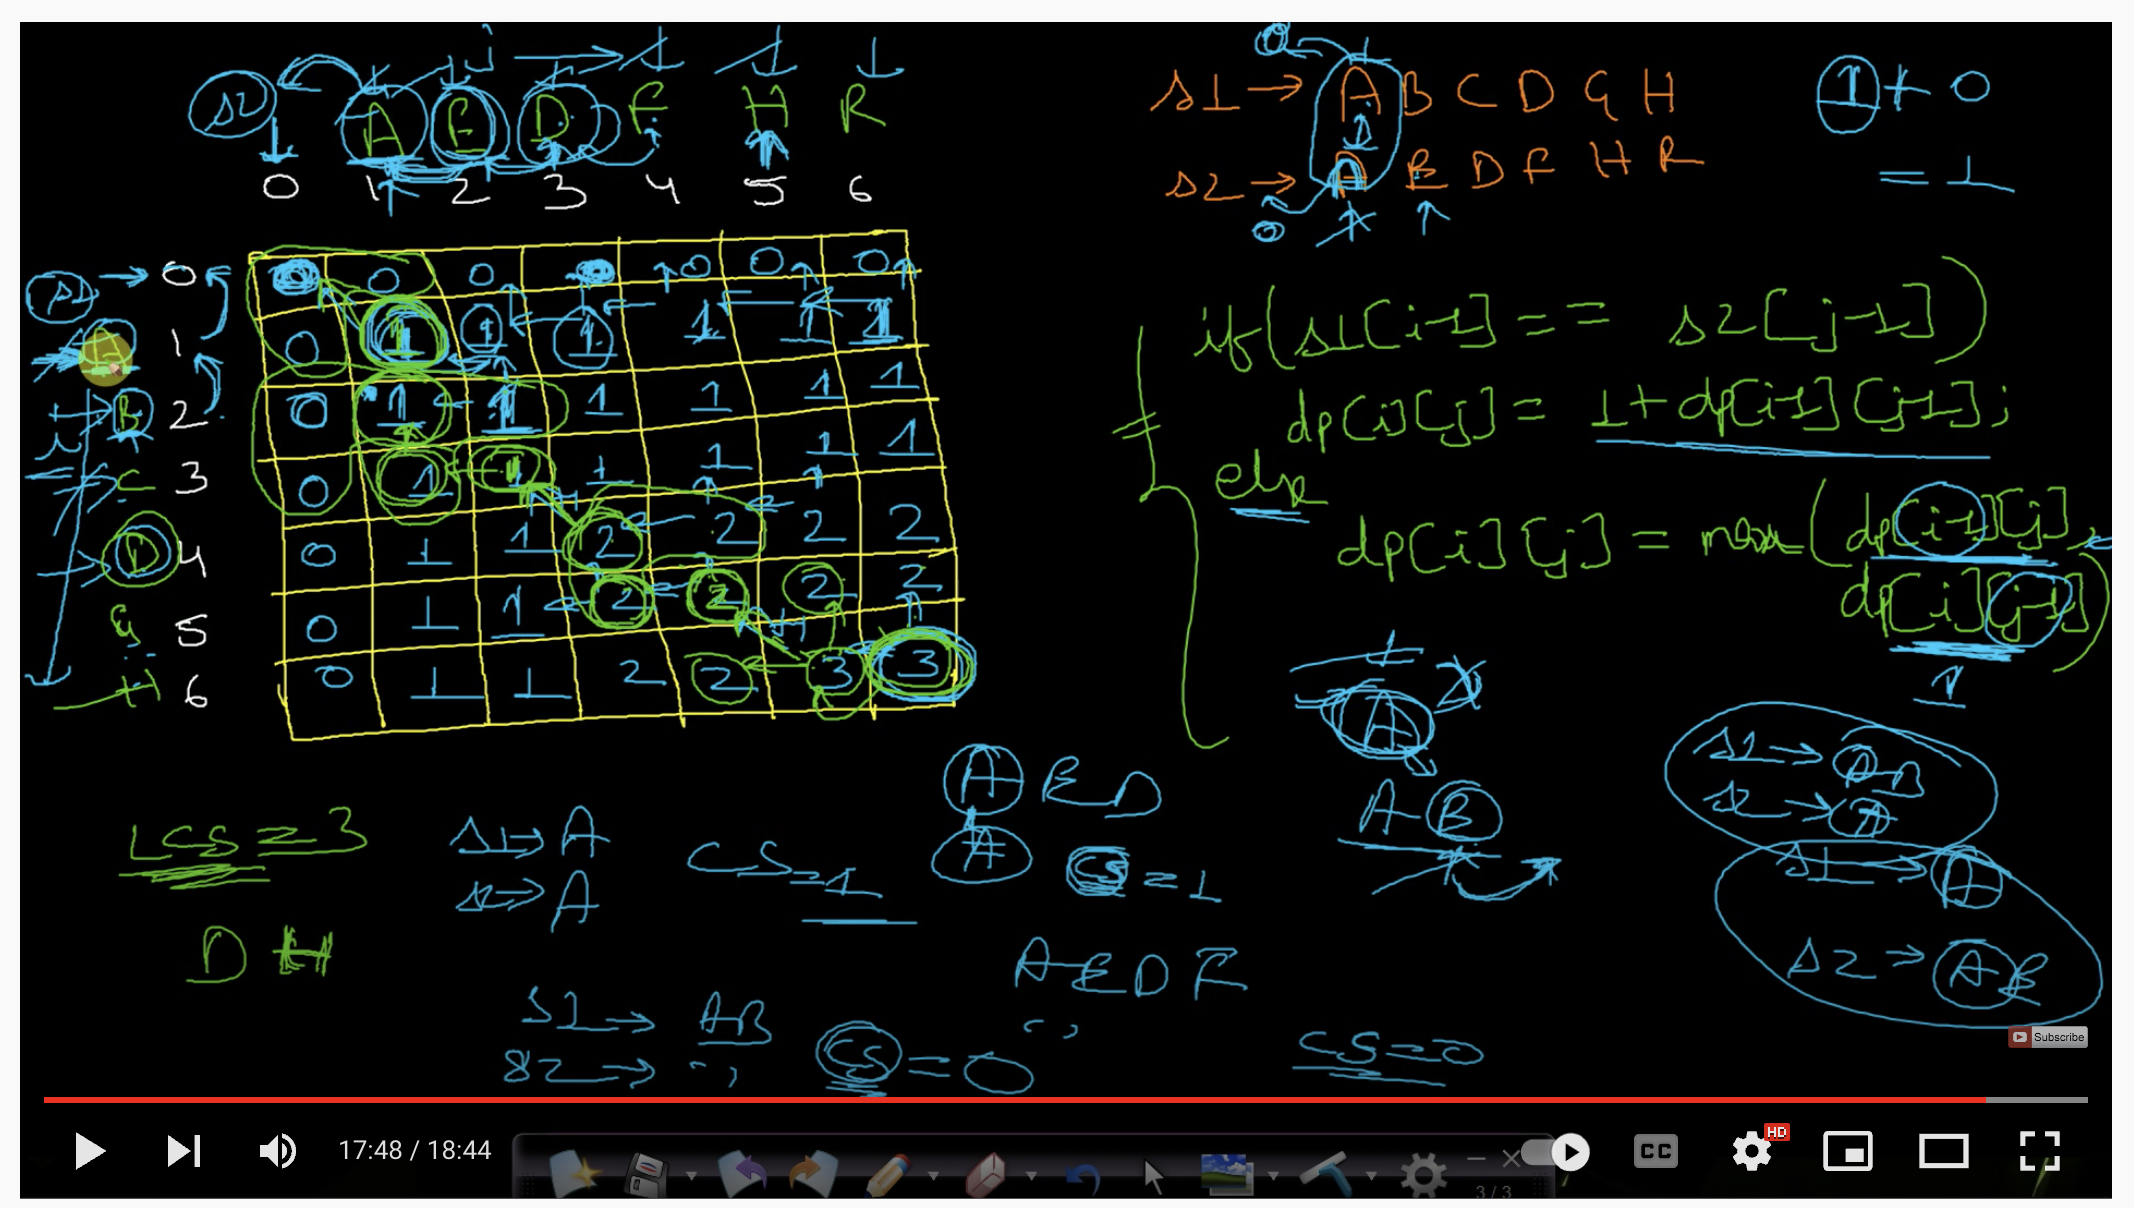 S2 A E D F H R
0 1 2 3 4 5 6
S1 → A B C D G H
S2 → A E D F H R
1 + 0
= 1
S1 → 0 0 0 0 0 0 0
A 1 0 1 1 1 1 1 1
B 2 0 1 1 1 1 1 1
C 3 0 1 1 1 1 1 1
D 4 0 1 1 2 2 2 2
G 5 0 1 1 2 2 2 2
H 6 0 1 1 2 2 3 3
if(s1[i-1] == s2[j-1])
dp[i][j] = 1+dp[i-1][j-1];
else
dp[i][j] = max(dp[i-1][j],
dp[i][j-1])
1
A
A B
S1 → A B
S2 → A
S1 → A
S2 → A E
LCS = 3
D H
S1 → A
S2 → A
CS = 1
A E D
A
CS = 1
A E D F
" "
S1 → AB
S2 → " "
CS = 0
CS = 0
Subscribe
17:48 / 18:44
CC
HD
3 / 3